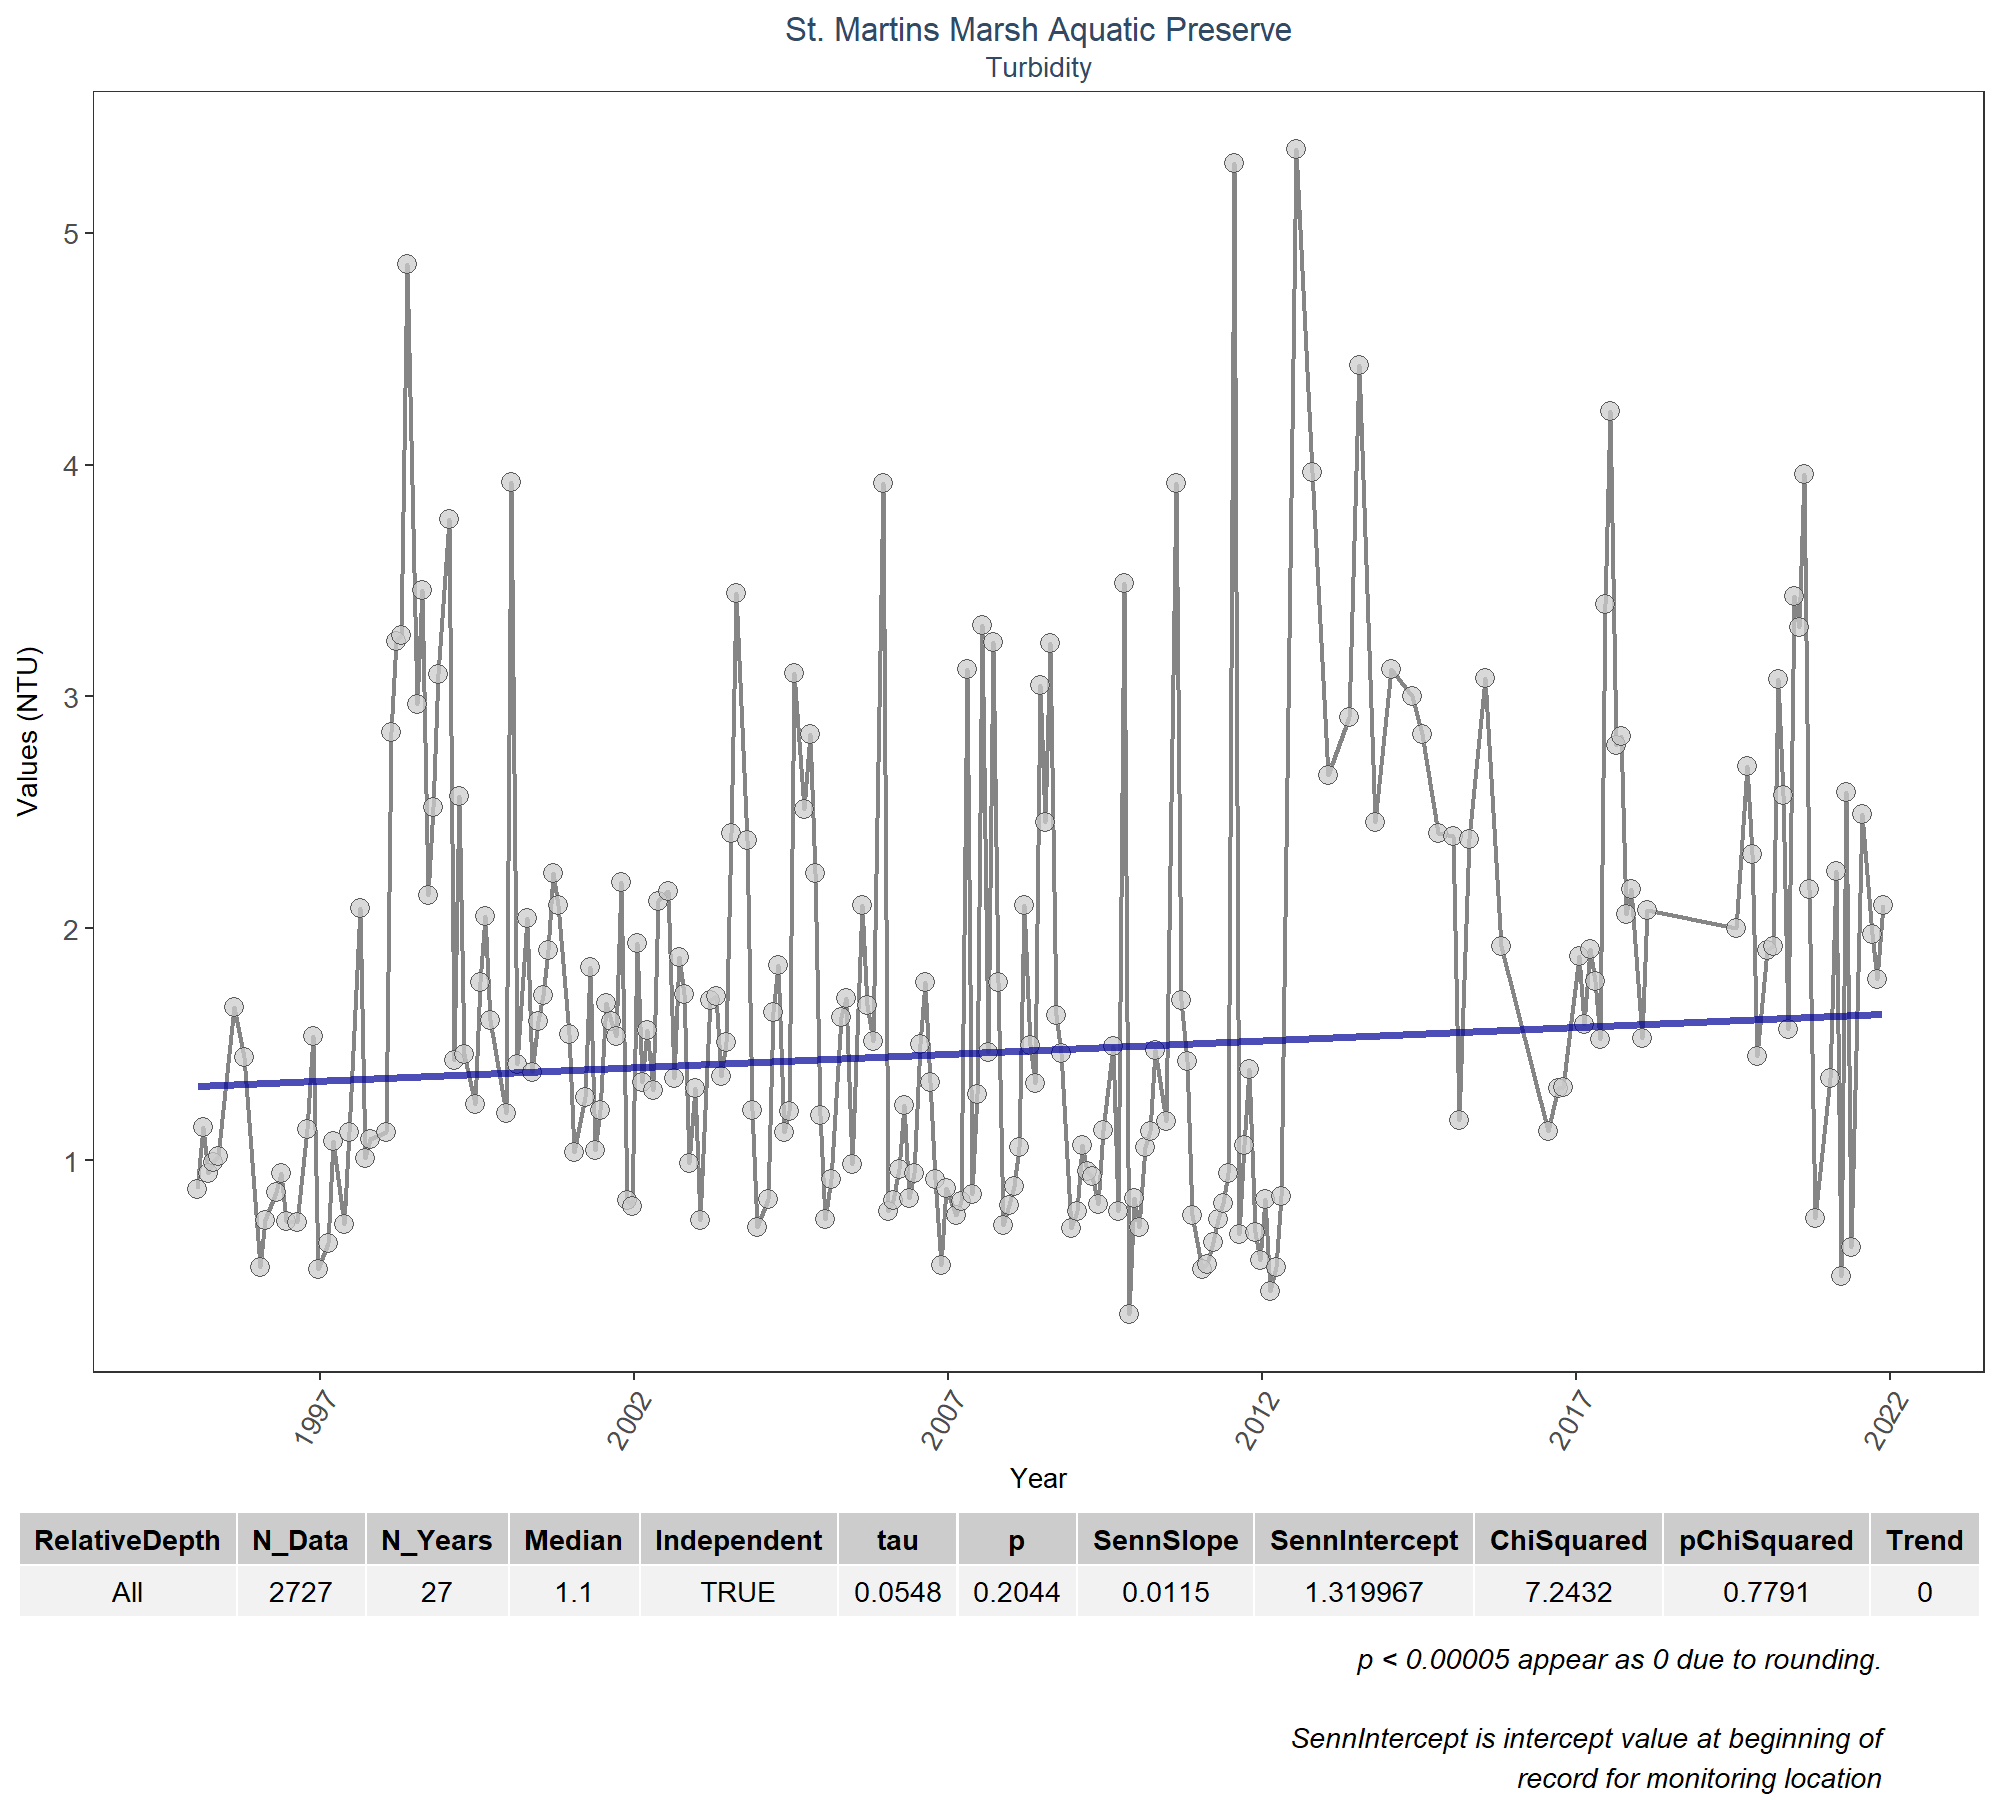 St. Martins Marsh Aquatic Preserve
Turbidity
Values (NTU)
5
4
3
2
1
1997 2002 2007 2012 2017 2022
Year
RelativeDepth N_Data N_Years Median Independent tau p SennSlope SennIntercept ChiSquared pChiSquared Trend
All 2727 27 1.1 TRUE 0.0548 0.2044 0.0115 1.319967 7.2432 0.7791 0
p < 0.00005 appear as 0 due to rounding.
SennIntercept is intercept value at beginning of
record for monitoring location